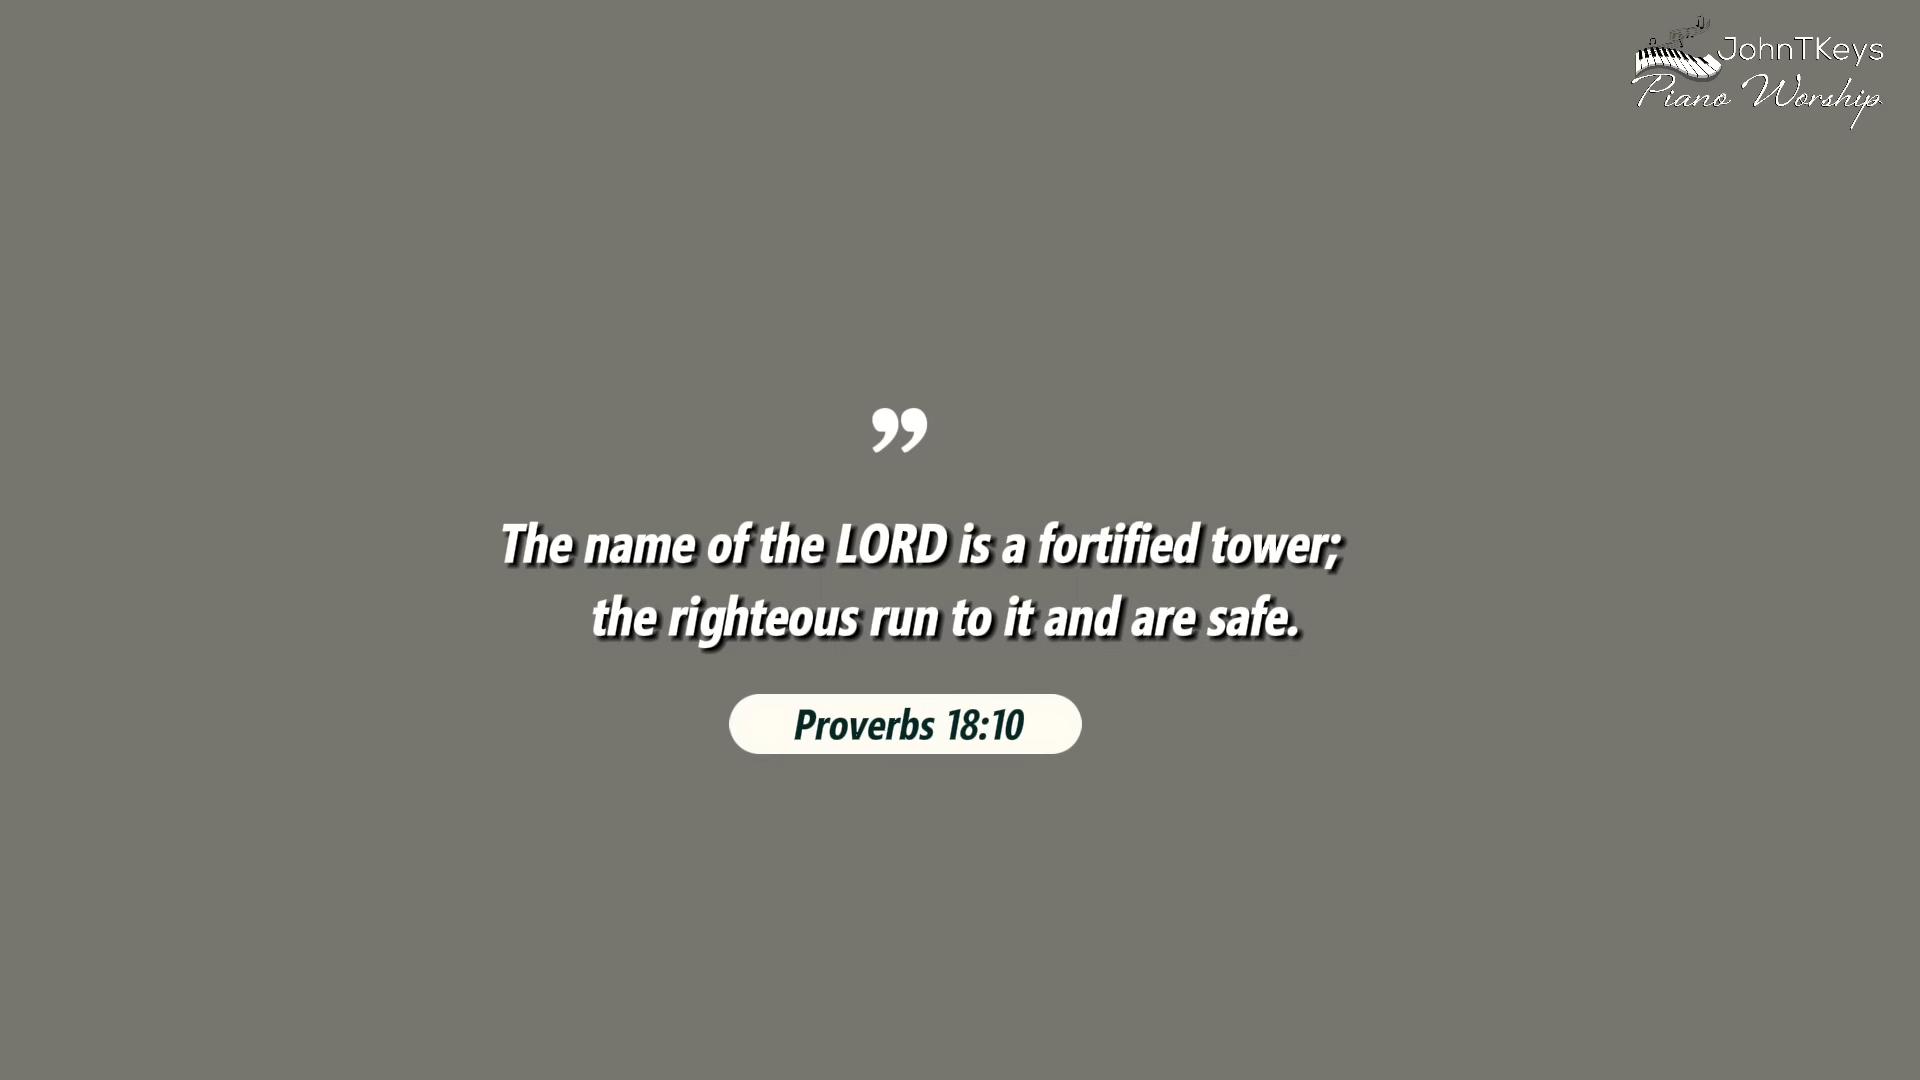 JohnTKeys
Piano Worship
”
The name of the LORD is a fortified tower;
the righteous run to it and are safe.
Proverbs 18:10